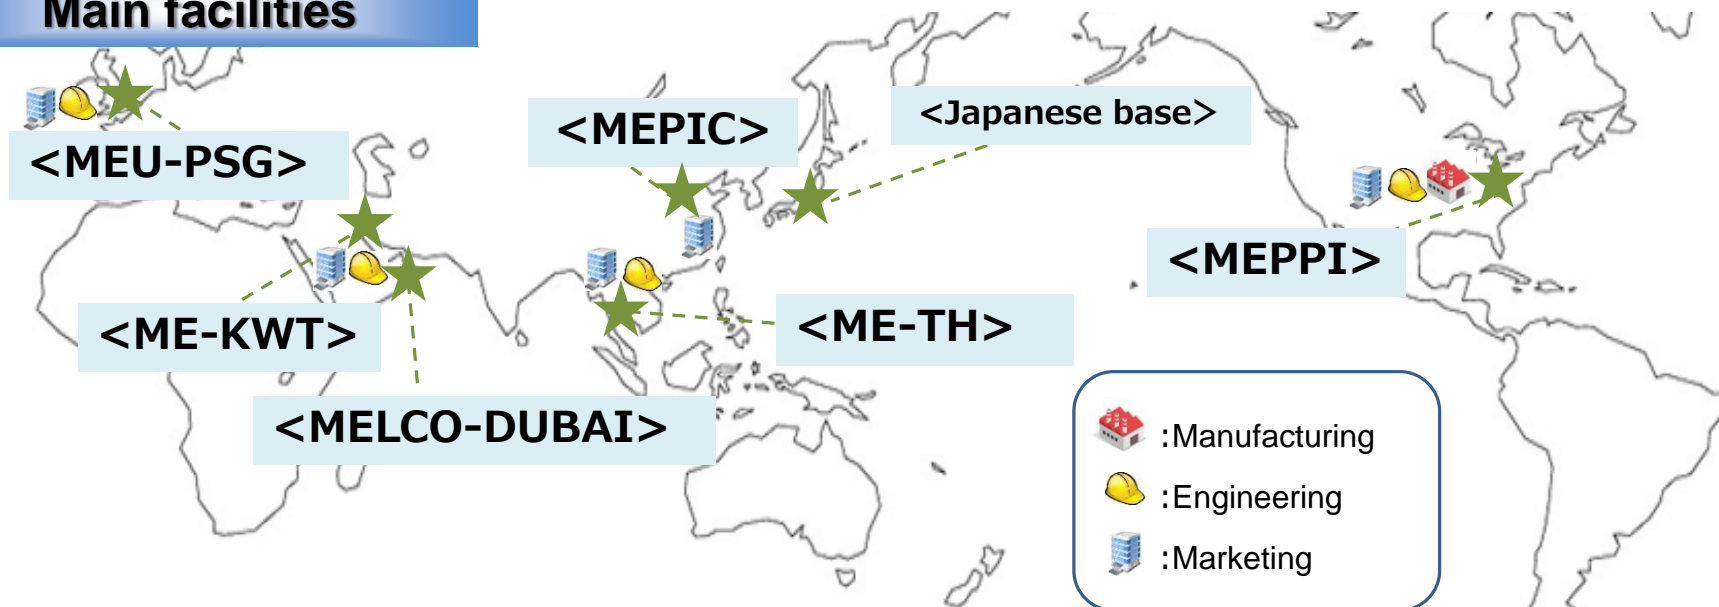 Main facilities
<MEPIC>
<Japanese base>
<MEU-PSG>
<MEPPI>
<ME-KWT>
<ME-TH>
<MELCO-DUBAI>
:Manufacturing
:Engineering
:Marketing